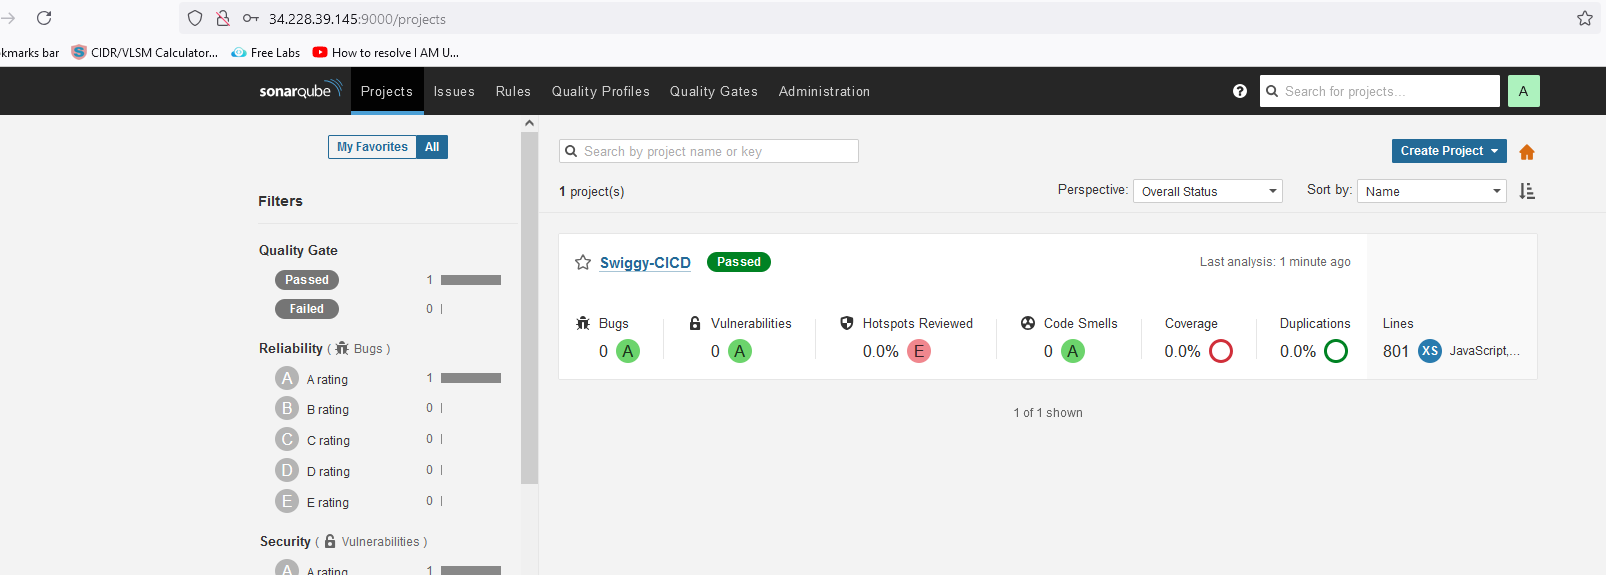 34.228.39.145:9000/projects
kmarks bar CIDR/VLSM Calculator... Free Labs How to resolve I AM U...
sonarqube Projects Issues Rules Quality Profiles Quality Gates Administration ? Search for projects... A
My Favorites All
Search by project name or key
Create Project
1 project(s)
Perspective: Overall Status Sort by: Name
Filters
Quality Gate
Passed 1
Failed 0
Reliability ( Bugs )
A A rating 1
B B rating 0
C C rating 0
D D rating 0
E E rating 0
Security ( Vulnerabilities )
A A rating 1
Swiggy-CICD Passed Last analysis: 1 minute ago
Bugs Vulnerabilities Hotspots Reviewed Code Smells Coverage Duplications Lines
0 A 0 A 0.0% E 0 A 0.0% 0.0% 801 XS JavaScript,...
1 of 1 shown